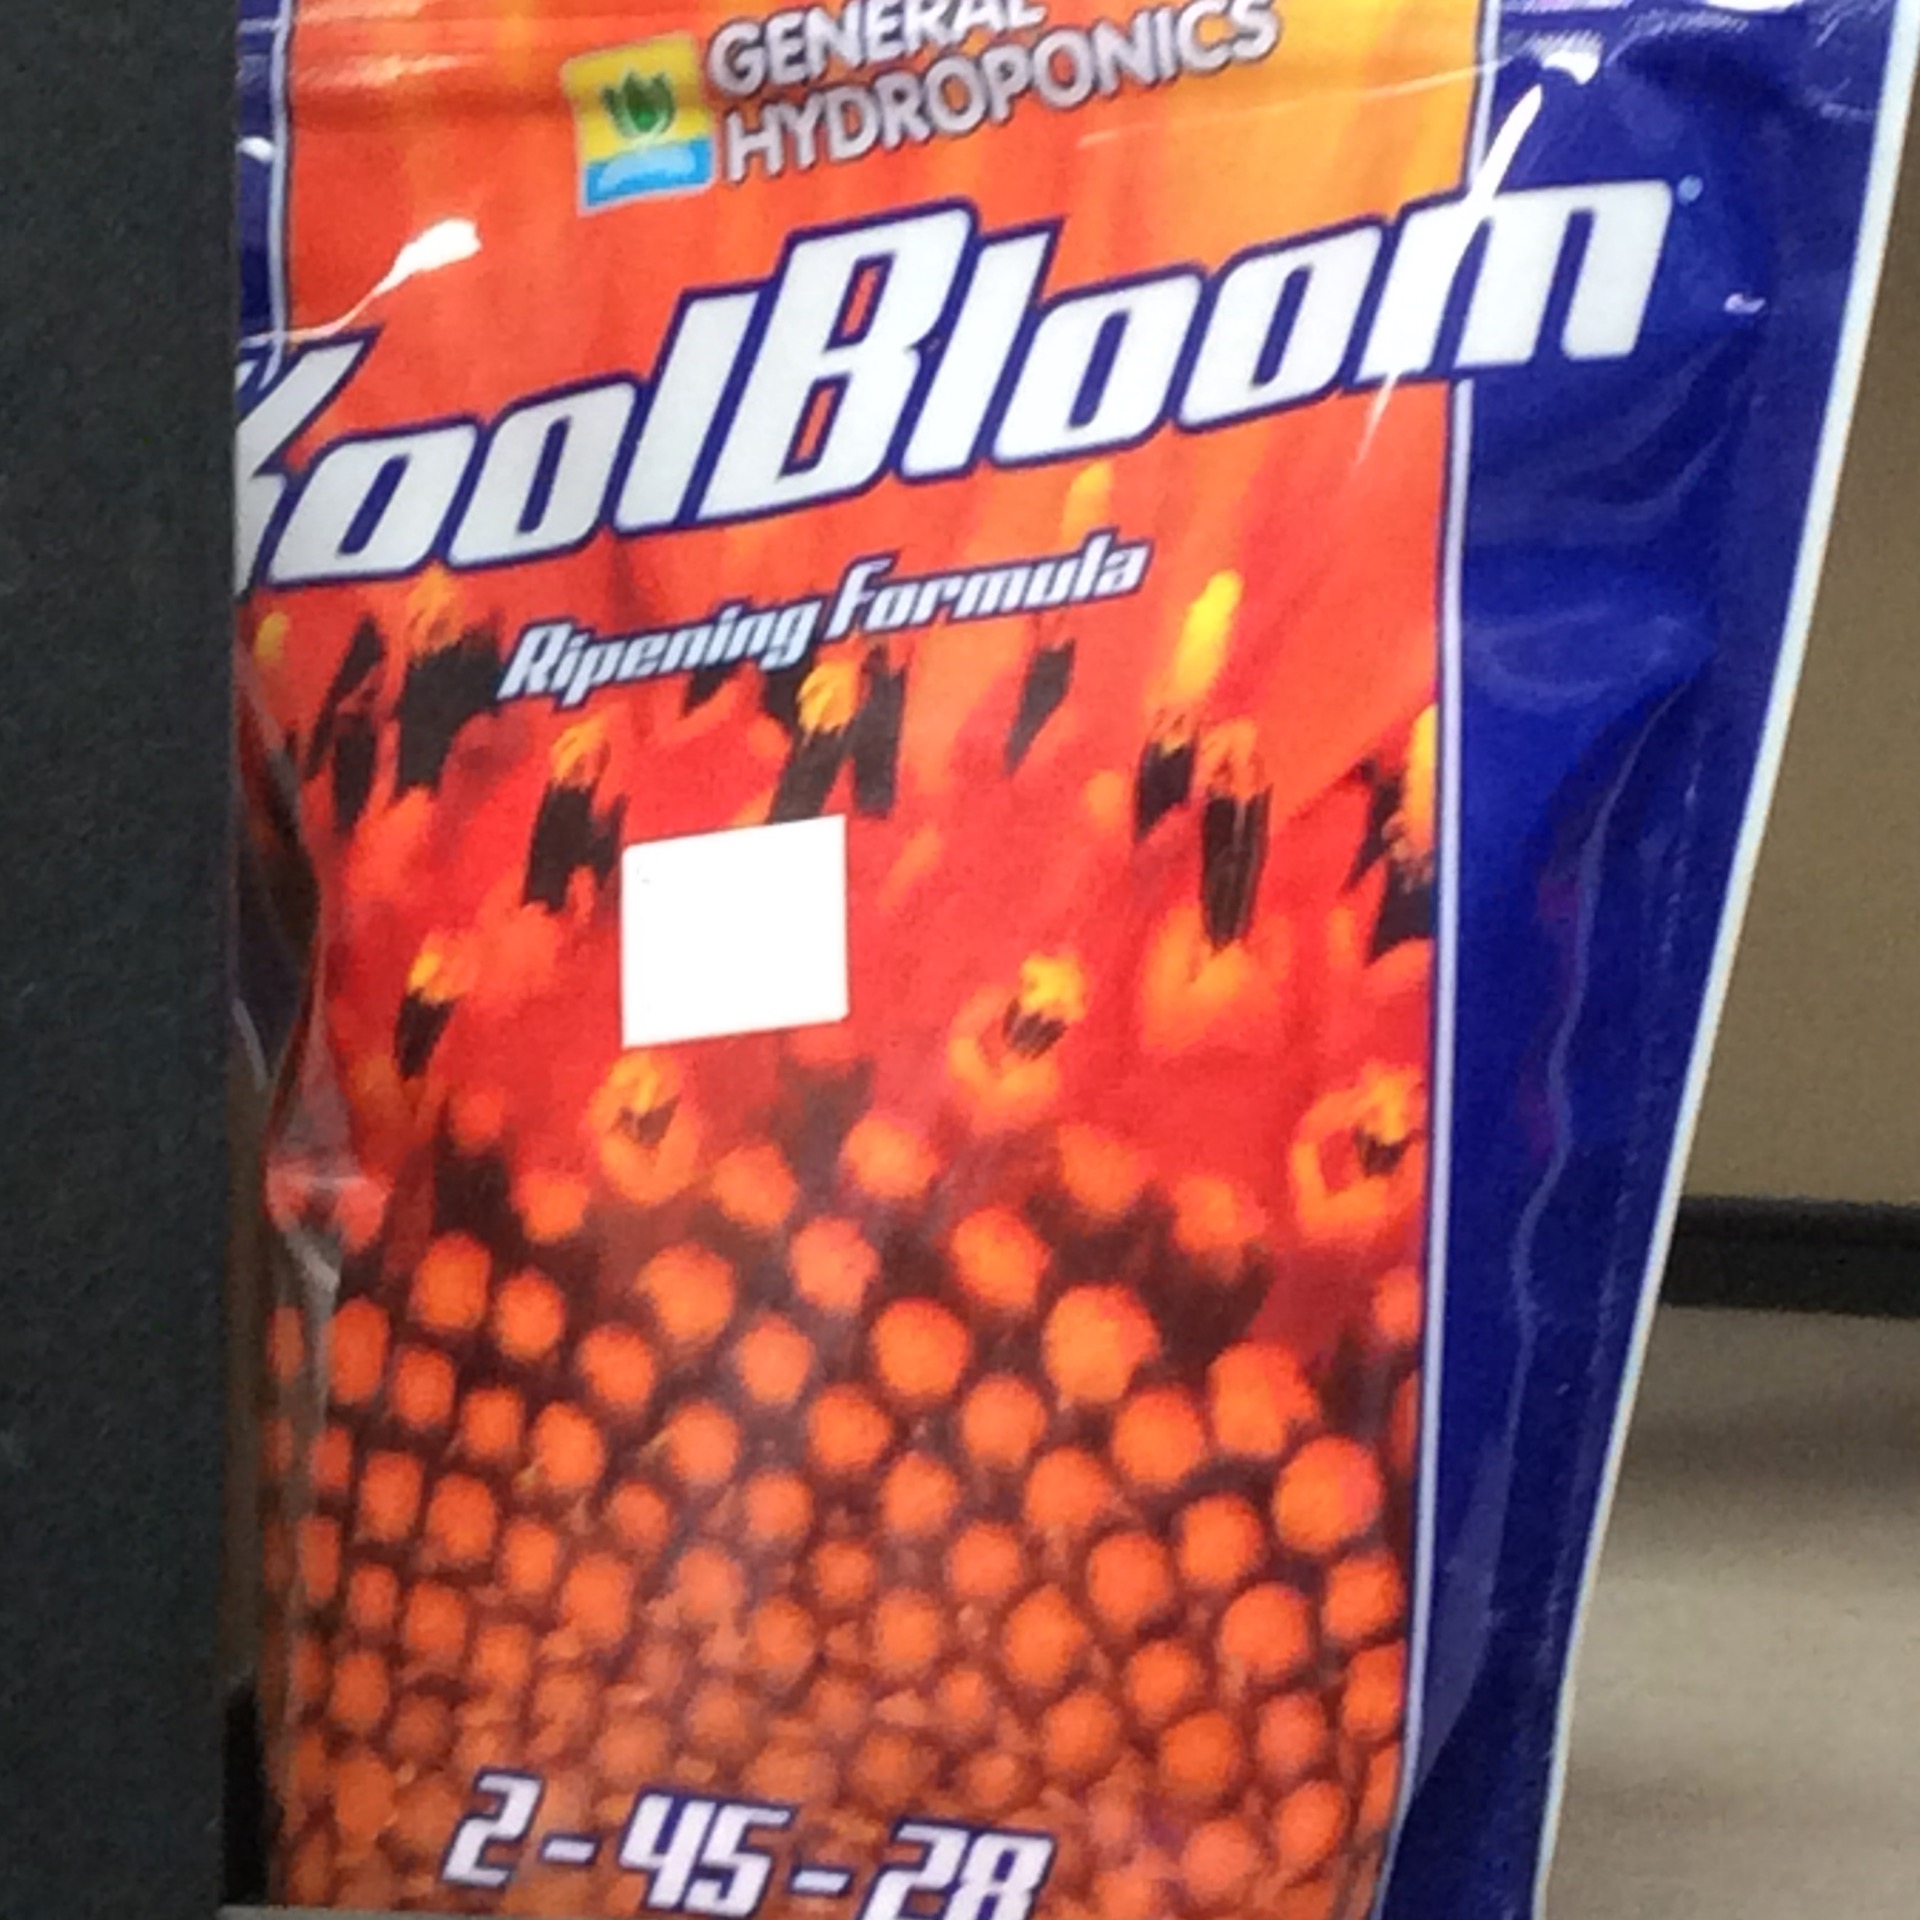 GENERAL
HYDROPONICS
KoolBloom
Ripening Formula
2-45-28